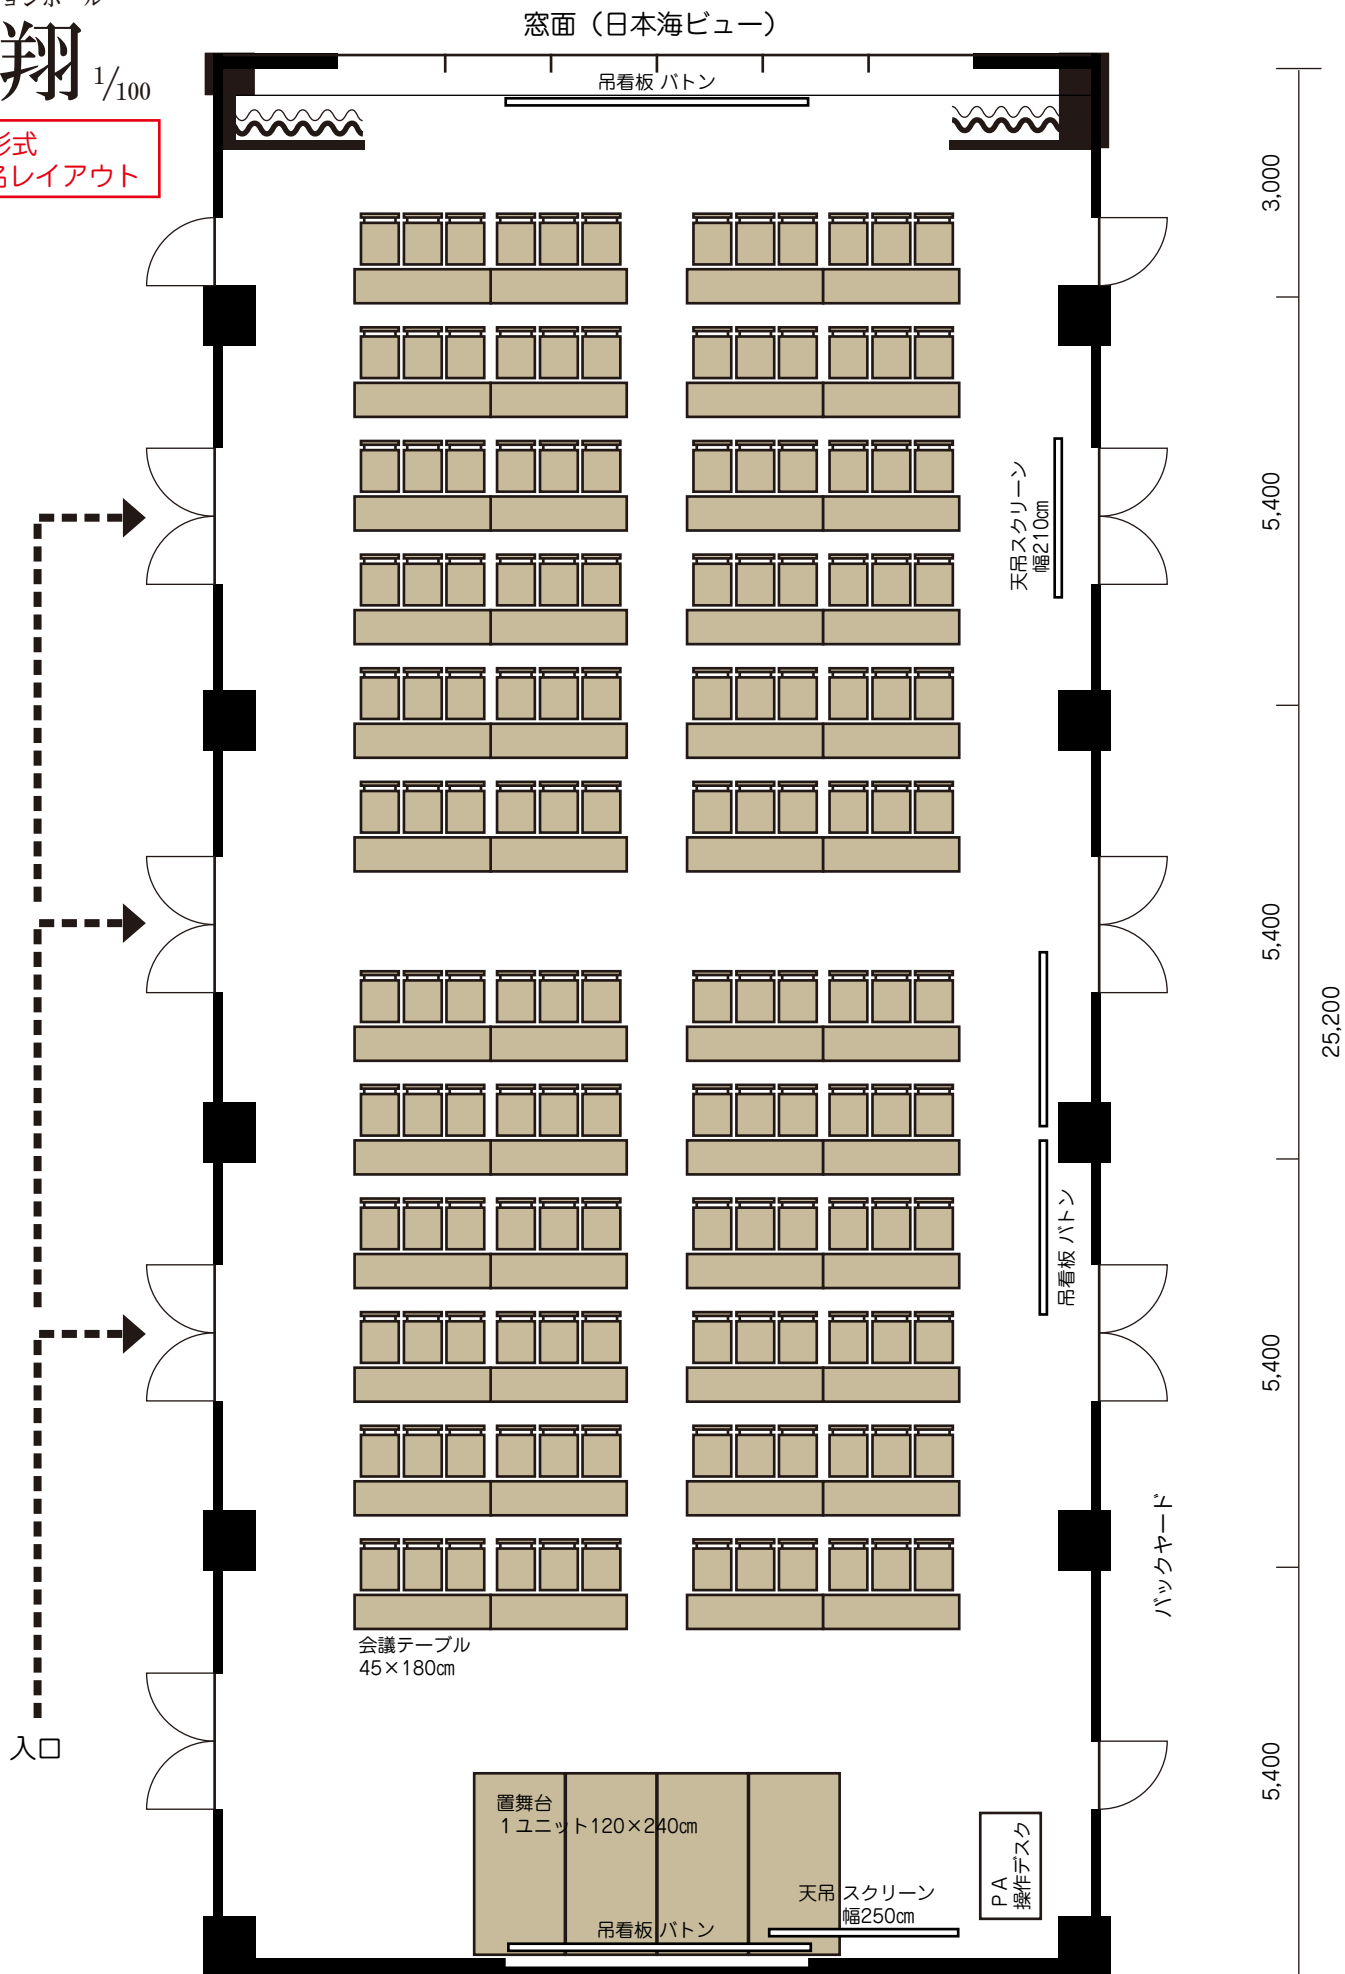 窓面（日本海ビュー）
翔 1/100
形式
名レイアウト
吊看板 バトン
3,000
天吊スクリーン
幅210㎝
5,400
5,400
25,200
吊看板 バトン
5,400
バックヤード
会議テーブル
45×180㎝
入口
5,400
置舞台
1 ユニット120×240㎝
天吊 スクリーン
幅250㎝
吊看板 バトン
PA
操作デスク